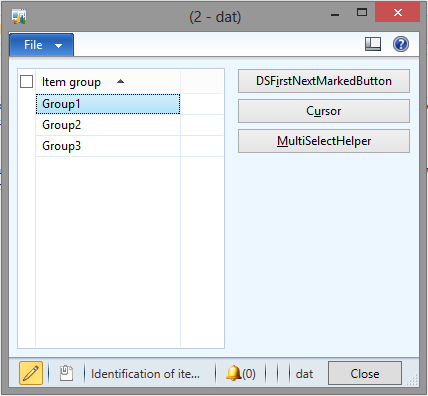 (2 - dat)
File
Item group
Group1
Group2
Group3
DSFirstNextMarkedButton
Cursor
MultiSelectHelper
Identification of ite... (0) dat Close